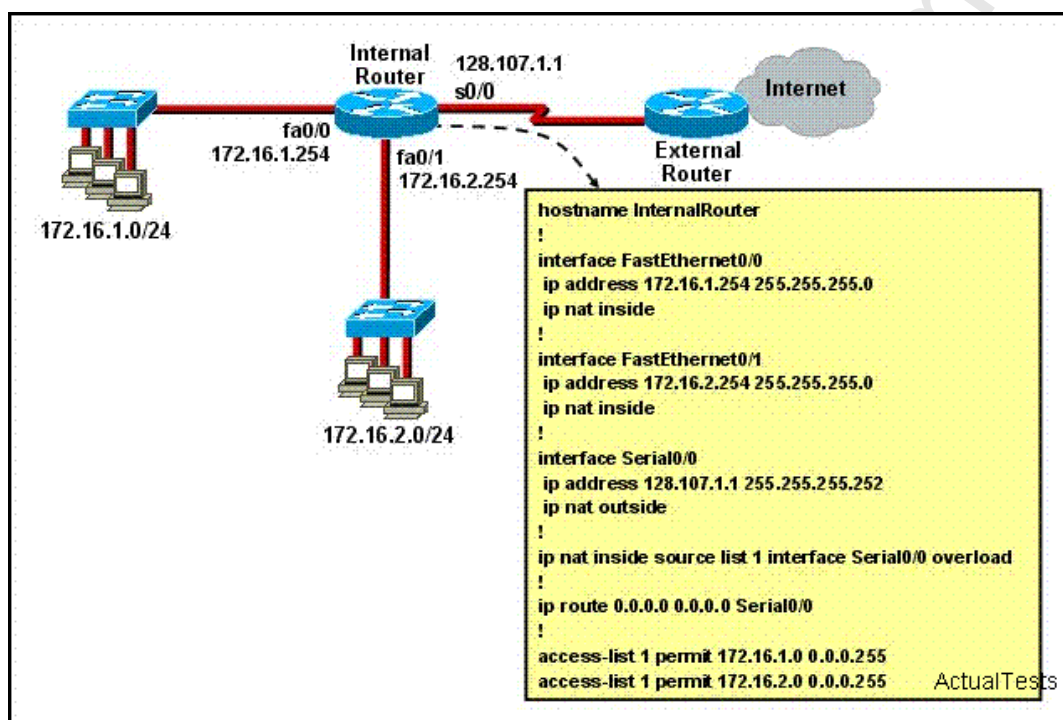 Internal
Router
128.107.1.1
s0/0
Internet
fa0/0
172.16.1.254
fa0/1
172.16.2.254
External
Router
172.16.1.0/24
172.16.2.0/24
hostname InternalRouter
!
interface FastEthernet0/0
ip address 172.16.1.254 255.255.255.0
ip nat inside
!
interface FastEthernet0/1
ip address 172.16.2.254 255.255.255.0
ip nat inside
!
interface Serial0/0
ip address 128.107.1.1 255.255.255.252
ip nat outside
!
ip nat inside source list 1 interface Serial0/0 overload
!
ip route 0.0.0.0 0.0.0.0 Serial0/0
!
access-list 1 permit 172.16.1.0 0.0.0.255
access-list 1 permit 172.16.2.0 0.0.0.255
ActualTests